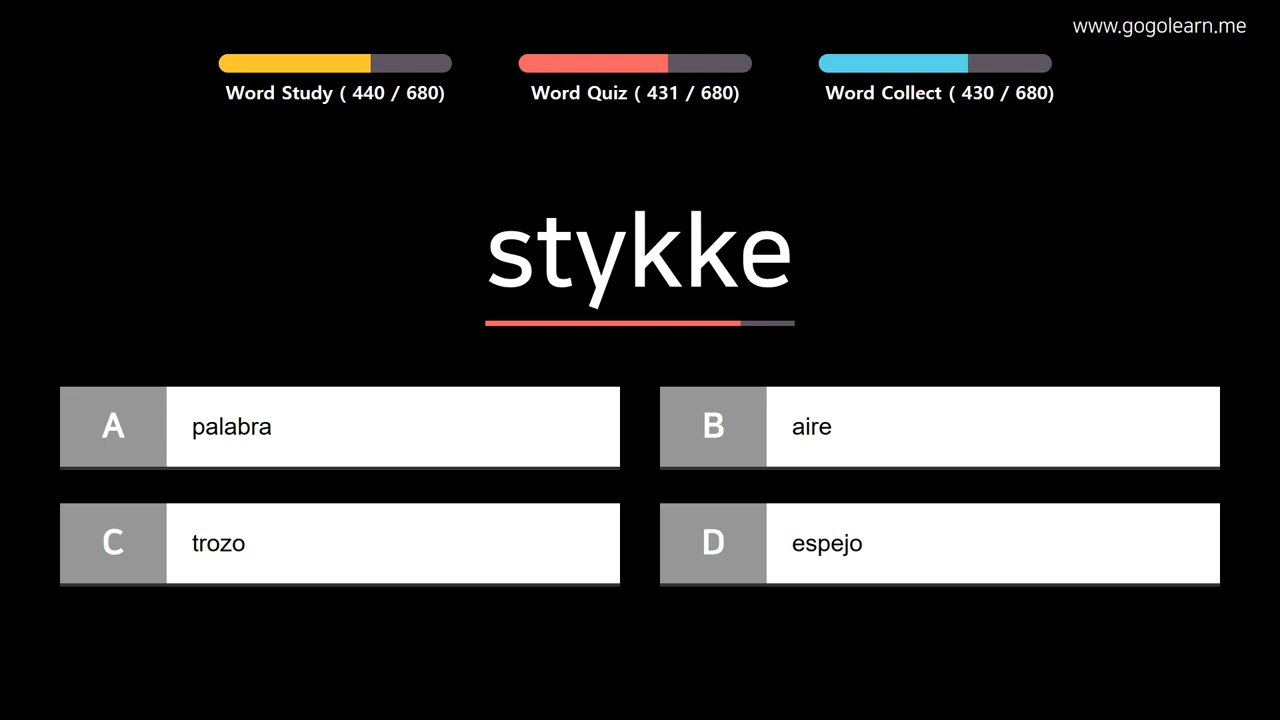 www.gogolearn.me
Word Study ( 440 / 680)
Word Quiz ( 431 / 680)
Word Collect ( 430 / 680)
stykke
A palabra
B aire
C trozo
D espejo